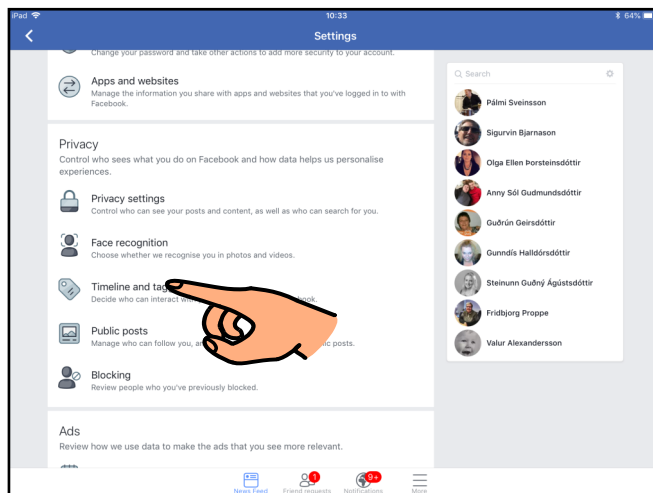 iPad 10:33 64%
Settings
Change your password and take other actions to add more security to your account.
Apps and websites
Manage the information you share with apps and websites that you've logged in to with
Facebook.
Privacy
Control who sees what you do on Facebook and how data helps us personalise
experiences.
Privacy settings
Control who can see your posts and content, as well as who can search for you.
Face recognition
Choose whether we recognise you in photos and videos.
Timeline and
Decide who can interact
Public posts
Manage who can follow you, posts.
Blocking
Review people who you've previously blocked.
Ads
Review how we use data to make the ads that you see more relevant.
Search
Pálmi Sveinsson
Sigurvin Bjarnason
Olga Ellen Þorsteinsdóttir
Anny Sól Gudmundsdóttir
Guðrún Geirsdóttir
Gunndís Halldórsdóttir
Steinunn Guðný Ágústsdóttir
Fridbjorg Proppe
Valur Alexandersson
1 9+
News Feed Friend requests Notifications More